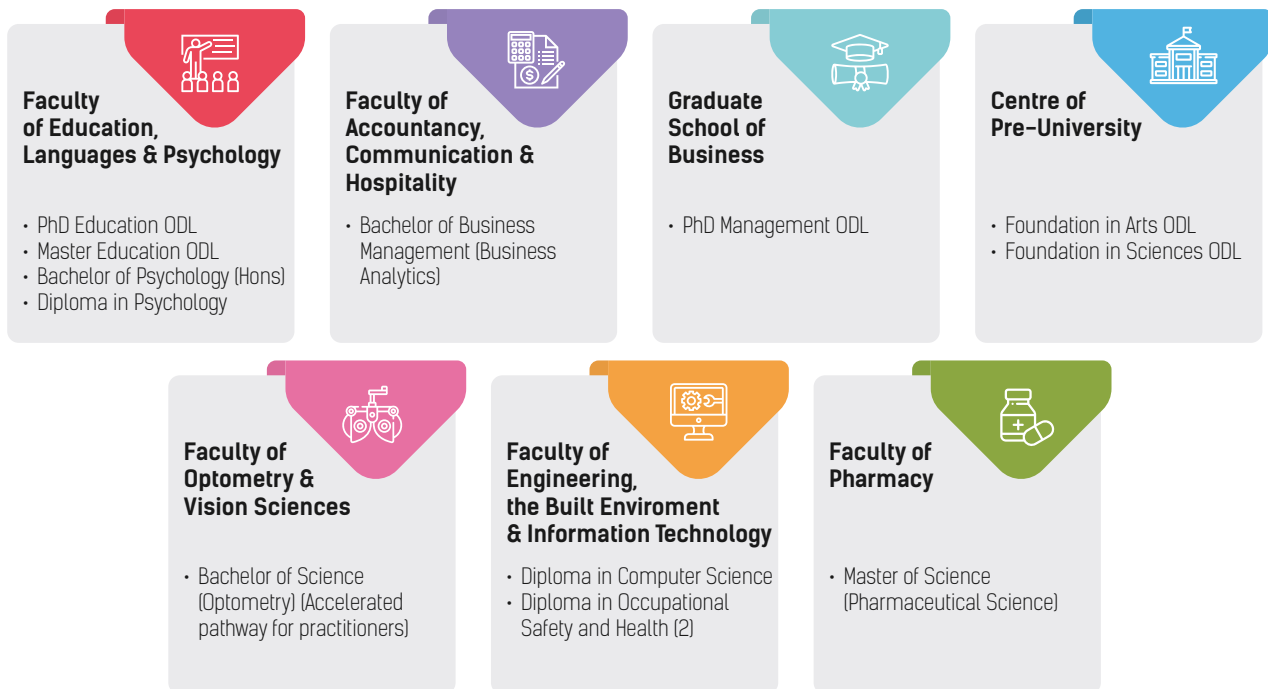 Faculty
of Education,
Languages & Psychology
• PhD Education ODL
• Master Education ODL
• Bachelor of Psychology (Hons)
• Diploma in Psychology
Faculty of
Accountancy,
Communication &
Hospitality
• Bachelor of Business
Management (Business
Analytics)
Graduate
School of
Business
• PhD Management ODL
Centre of
Pre-University
• Foundation in Arts ODL
• Foundation in Sciences ODL
Faculty of
Optometry &
Vision Sciences
• Bachelor of Science
(Optometry) (Accelerated
pathway for practitioners)
Faculty of
Engineering,
the Built Enviroment
& Information Technology
• Diploma in Computer Science
• Diploma in Occupational
Safety and Health (2)
Faculty of
Pharmacy
• Master of Science
(Pharmaceutical Science)